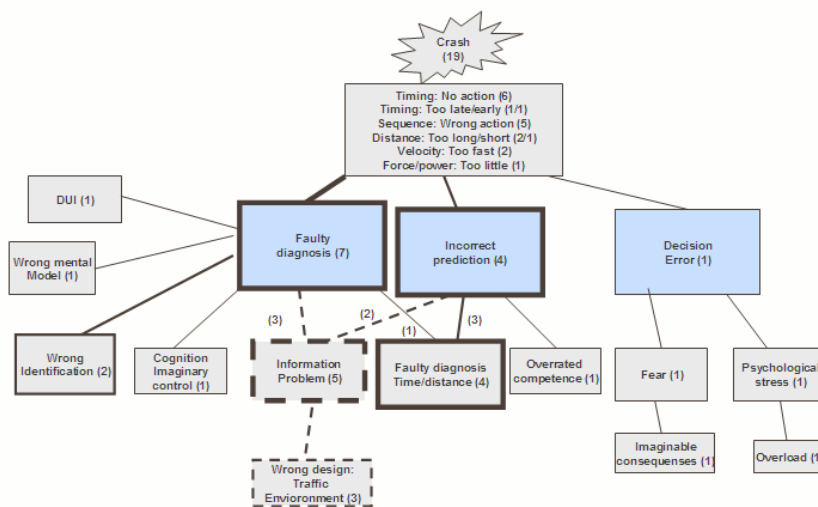 Crash
(19)
Timing: No action (6)
Timing: Too late/early (1/1)
Sequence: Wrong action (5)
Distance: Too long/short (2/1)
Velocity: Too fast (2)
Force/power: Too little (1)
DUI (1)
Faulty
diagnosis (7)
Incorrect
prediction (4)
Decision
Error (1)
Wrong mental
Model (1)
(3)
(2)
(1)
(3)
Wrong
Identification (2)
Cognition
Imaginary
control (1)
Information
Problem (5)
Faulty diagnosis
Time/distance (4)
Overrated
competence (1)
Fear (1)
Psychological
stress (1)
Imaginable
consequenses (1)
Overload (1
Wrong design:
Traffic
Envioronment (3)